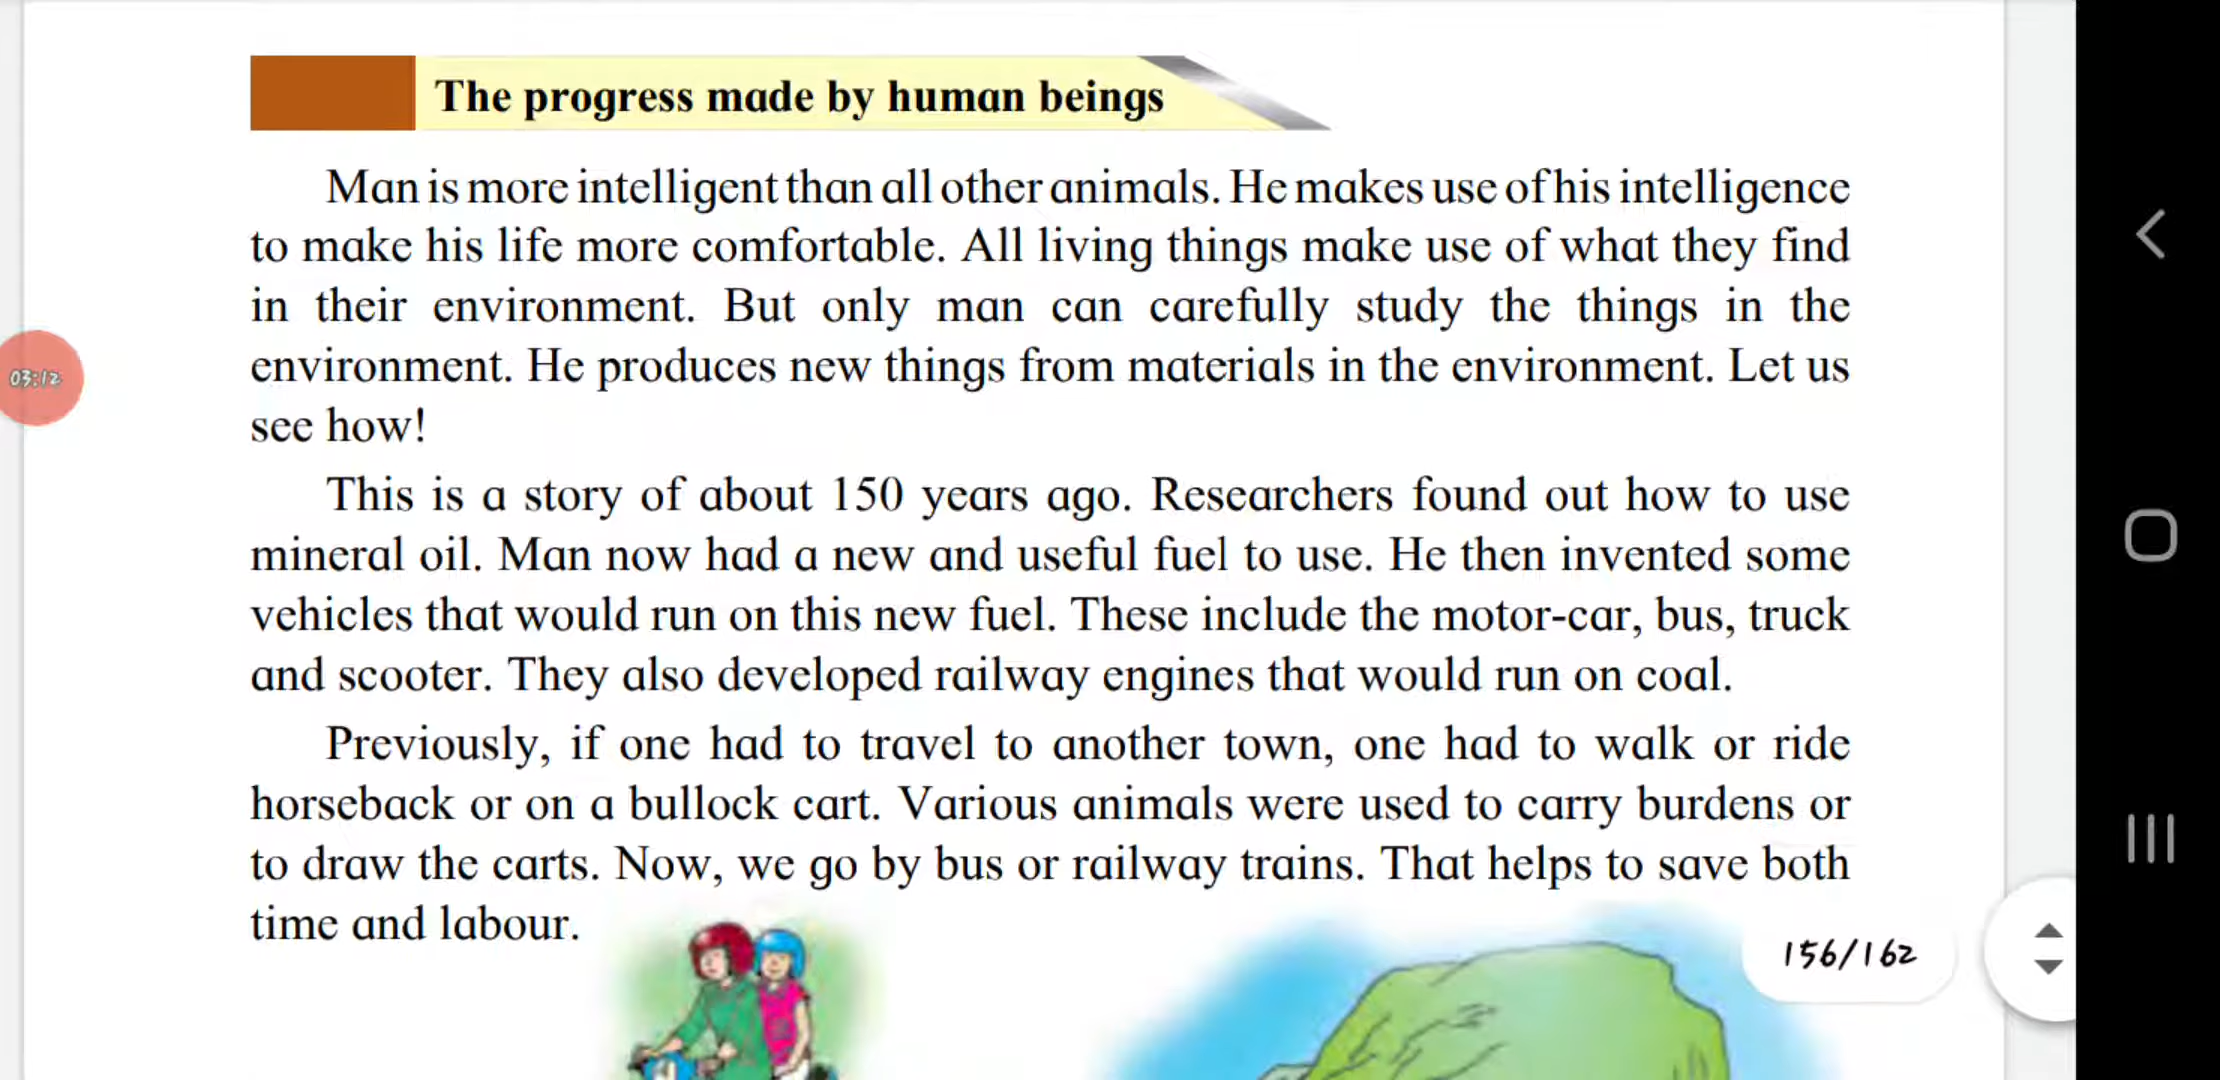 The progress made by human beings
Man is more intelligent than all other animals. He makes use of his intelligence
to make his life more comfortable. All living things make use of what they find
in their environment. But only man can carefully study the things in the
environment. He produces new things from materials in the environment. Let us
see how!
This is a story of about 150 years ago. Researchers found out how to use
mineral oil. Man now had a new and useful fuel to use. He then invented some
vehicles that would run on this new fuel. These include the motor-car, bus, truck
and scooter. They also developed railway engines that would run on coal.
Previously, if one had to travel to another town, one had to walk or ride
horseback or on a bullock cart. Various animals were used to carry burdens or
to draw the carts. Now, we go by bus or railway trains. That helps to save both
time and labour.
03:12
156/162